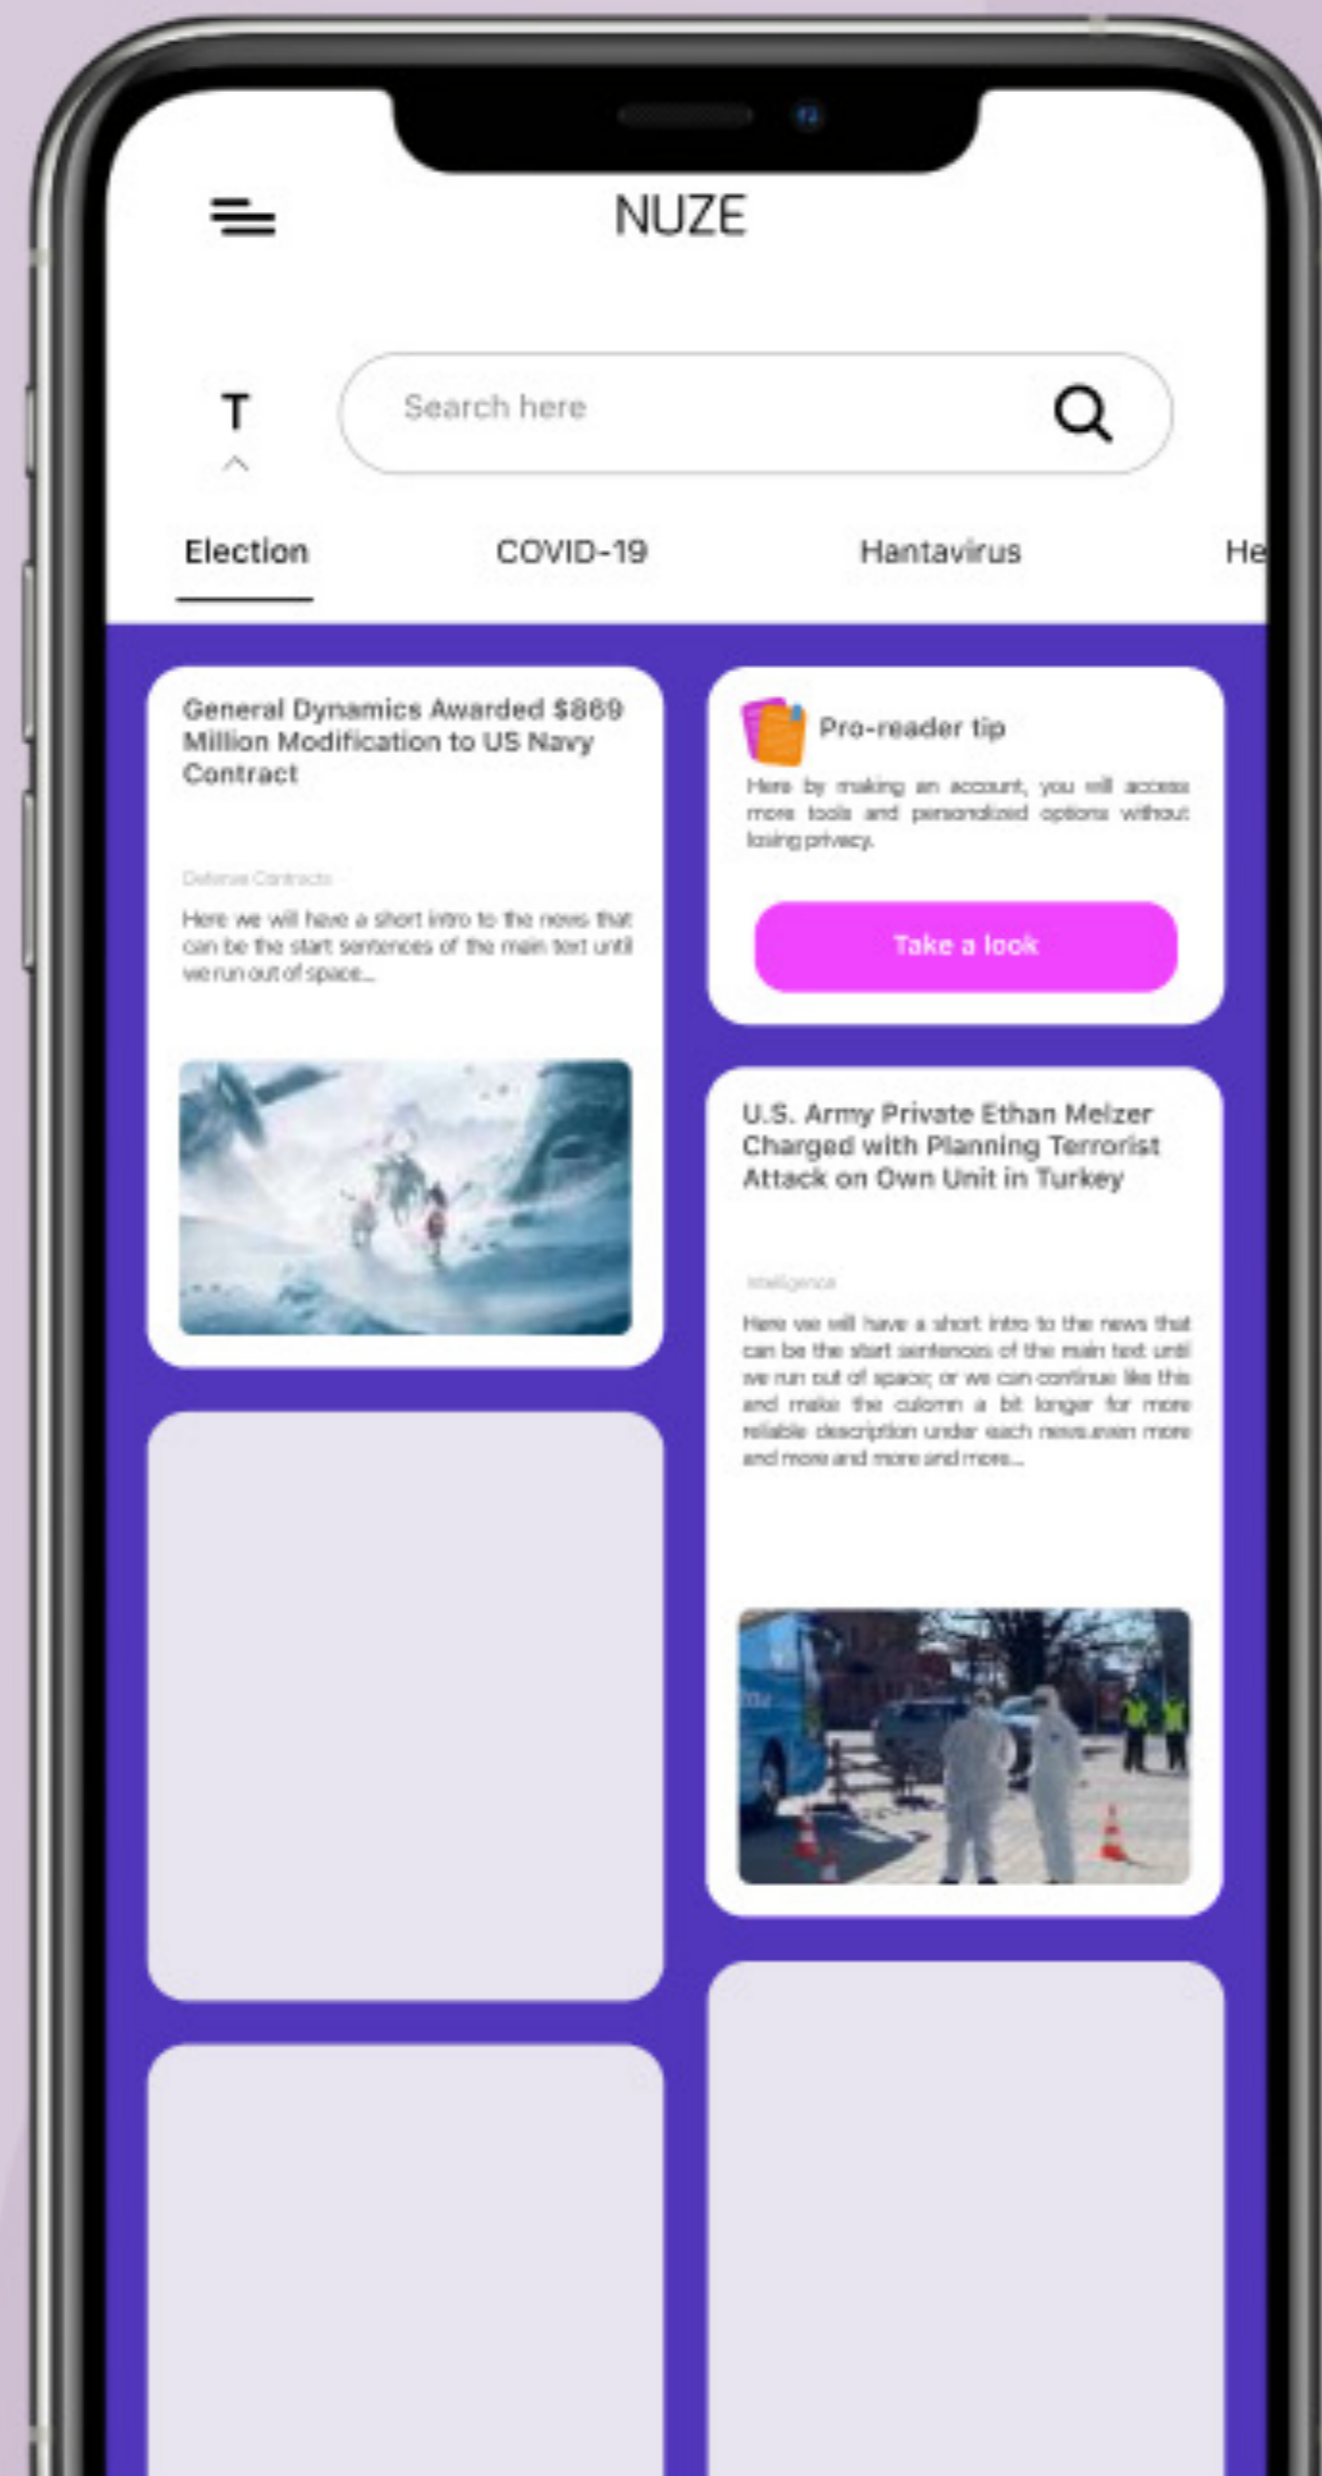 NUZE
T
Search here
Election
COVID-19
Hantavirus
He
General Dynamics Awarded $869
Million Modification to US Navy
Contract
Defense Contracts
Here we will have a short intro to the news that
can be the start sentences of the main text until
we run out of space...
Pro-reader tip
Here by making an account, you will access
more tools and personalized options without
losing privacy.
Take a look
U.S. Army Private Ethan Melzer
Charged with Planning Terrorist
Attack on Own Unit in Turkey
Intelligence
Here we will have a short intro to the news that
can be the start sentences of the main text until
we run out of space; or we can continue like this
and make the culomn a bit longer for more
reliable description under each news.even more
and more and more and more...